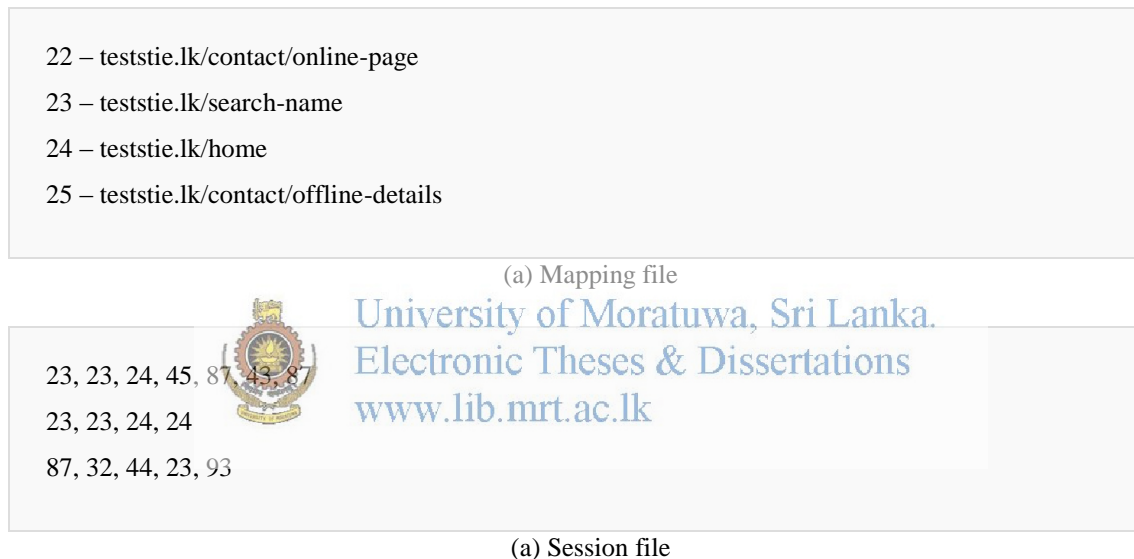 22 – teststie.lk/contact/online-page
23 – teststie.lk/search-name
24 – teststie.lk/home
25 – teststie.lk/contact/offline-details
(a) Mapping file
University of Moratuwa, Sri Lanka.
Electronic Theses & Dissertations
www.lib.mrt.ac.lk
23, 23, 24, 45, 87, 43, 87
23, 23, 24, 24
87, 32, 44, 23, 93
(a) Session file